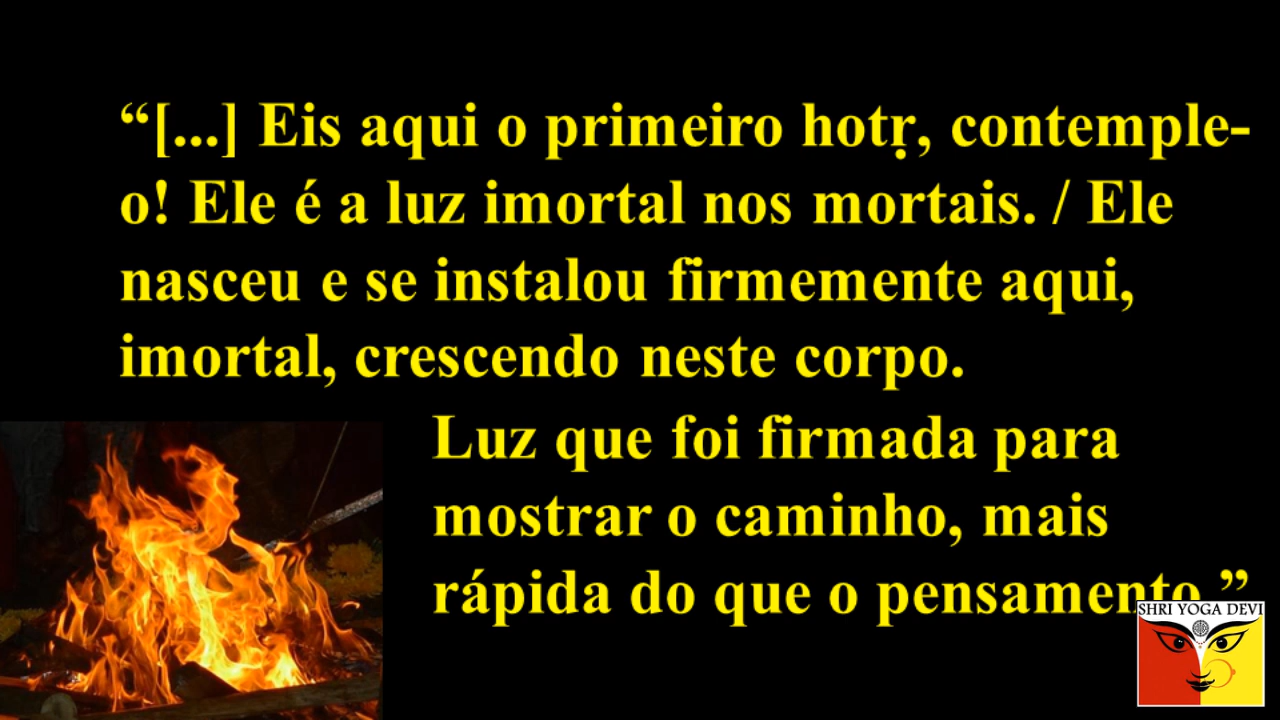 “[...] Eis aqui o primeiro hotṛ, contemple-
o! Ele é a luz imortal nos mortais. / Ele
nasceu e se instalou firmemente aqui,
imortal, crescendo neste corpo.
Luz que foi firmada para
mostrar o caminho, mais
rápida do que o pensamento.”
SHRI YOGA DEVI